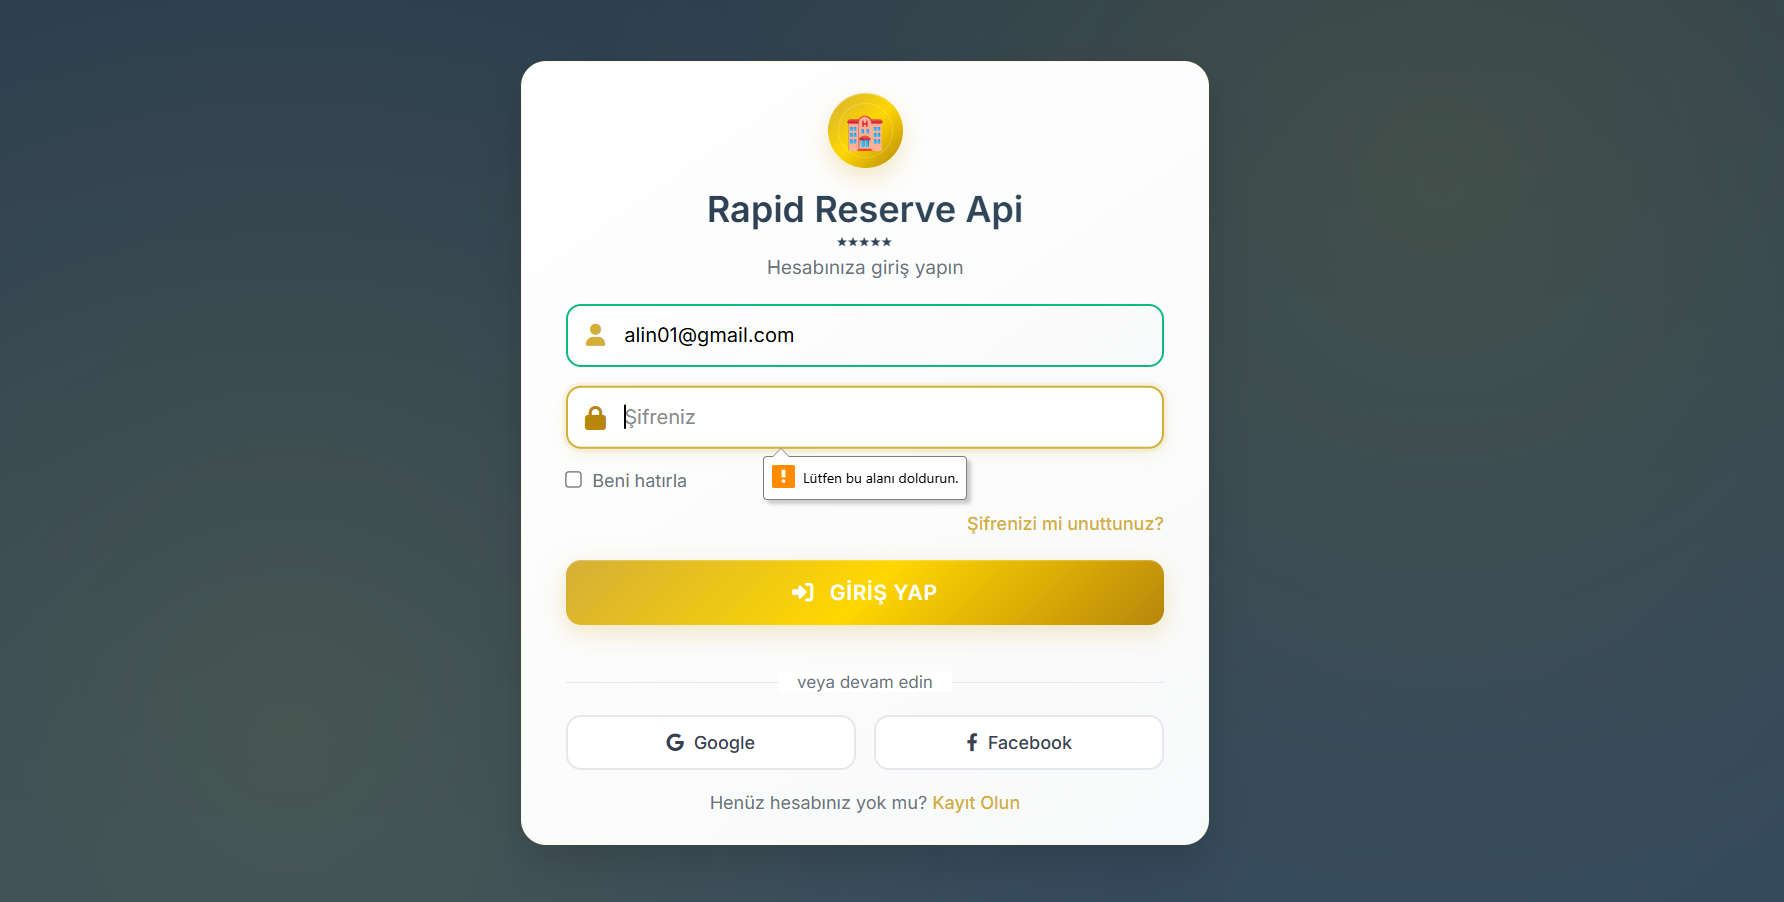 H
Rapid Reserve Api
★★★★★
Hesabınıza giriş yapın
alin01@gmail.com
Şifreniz
Lütfen bu alanı doldurun.
Beni hatırla
Şifrenizi mi unuttunuz?
GİRİŞ YAP
veya devam edin
Google
Facebook
Henüz hesabınız yok mu? Kayıt Olun